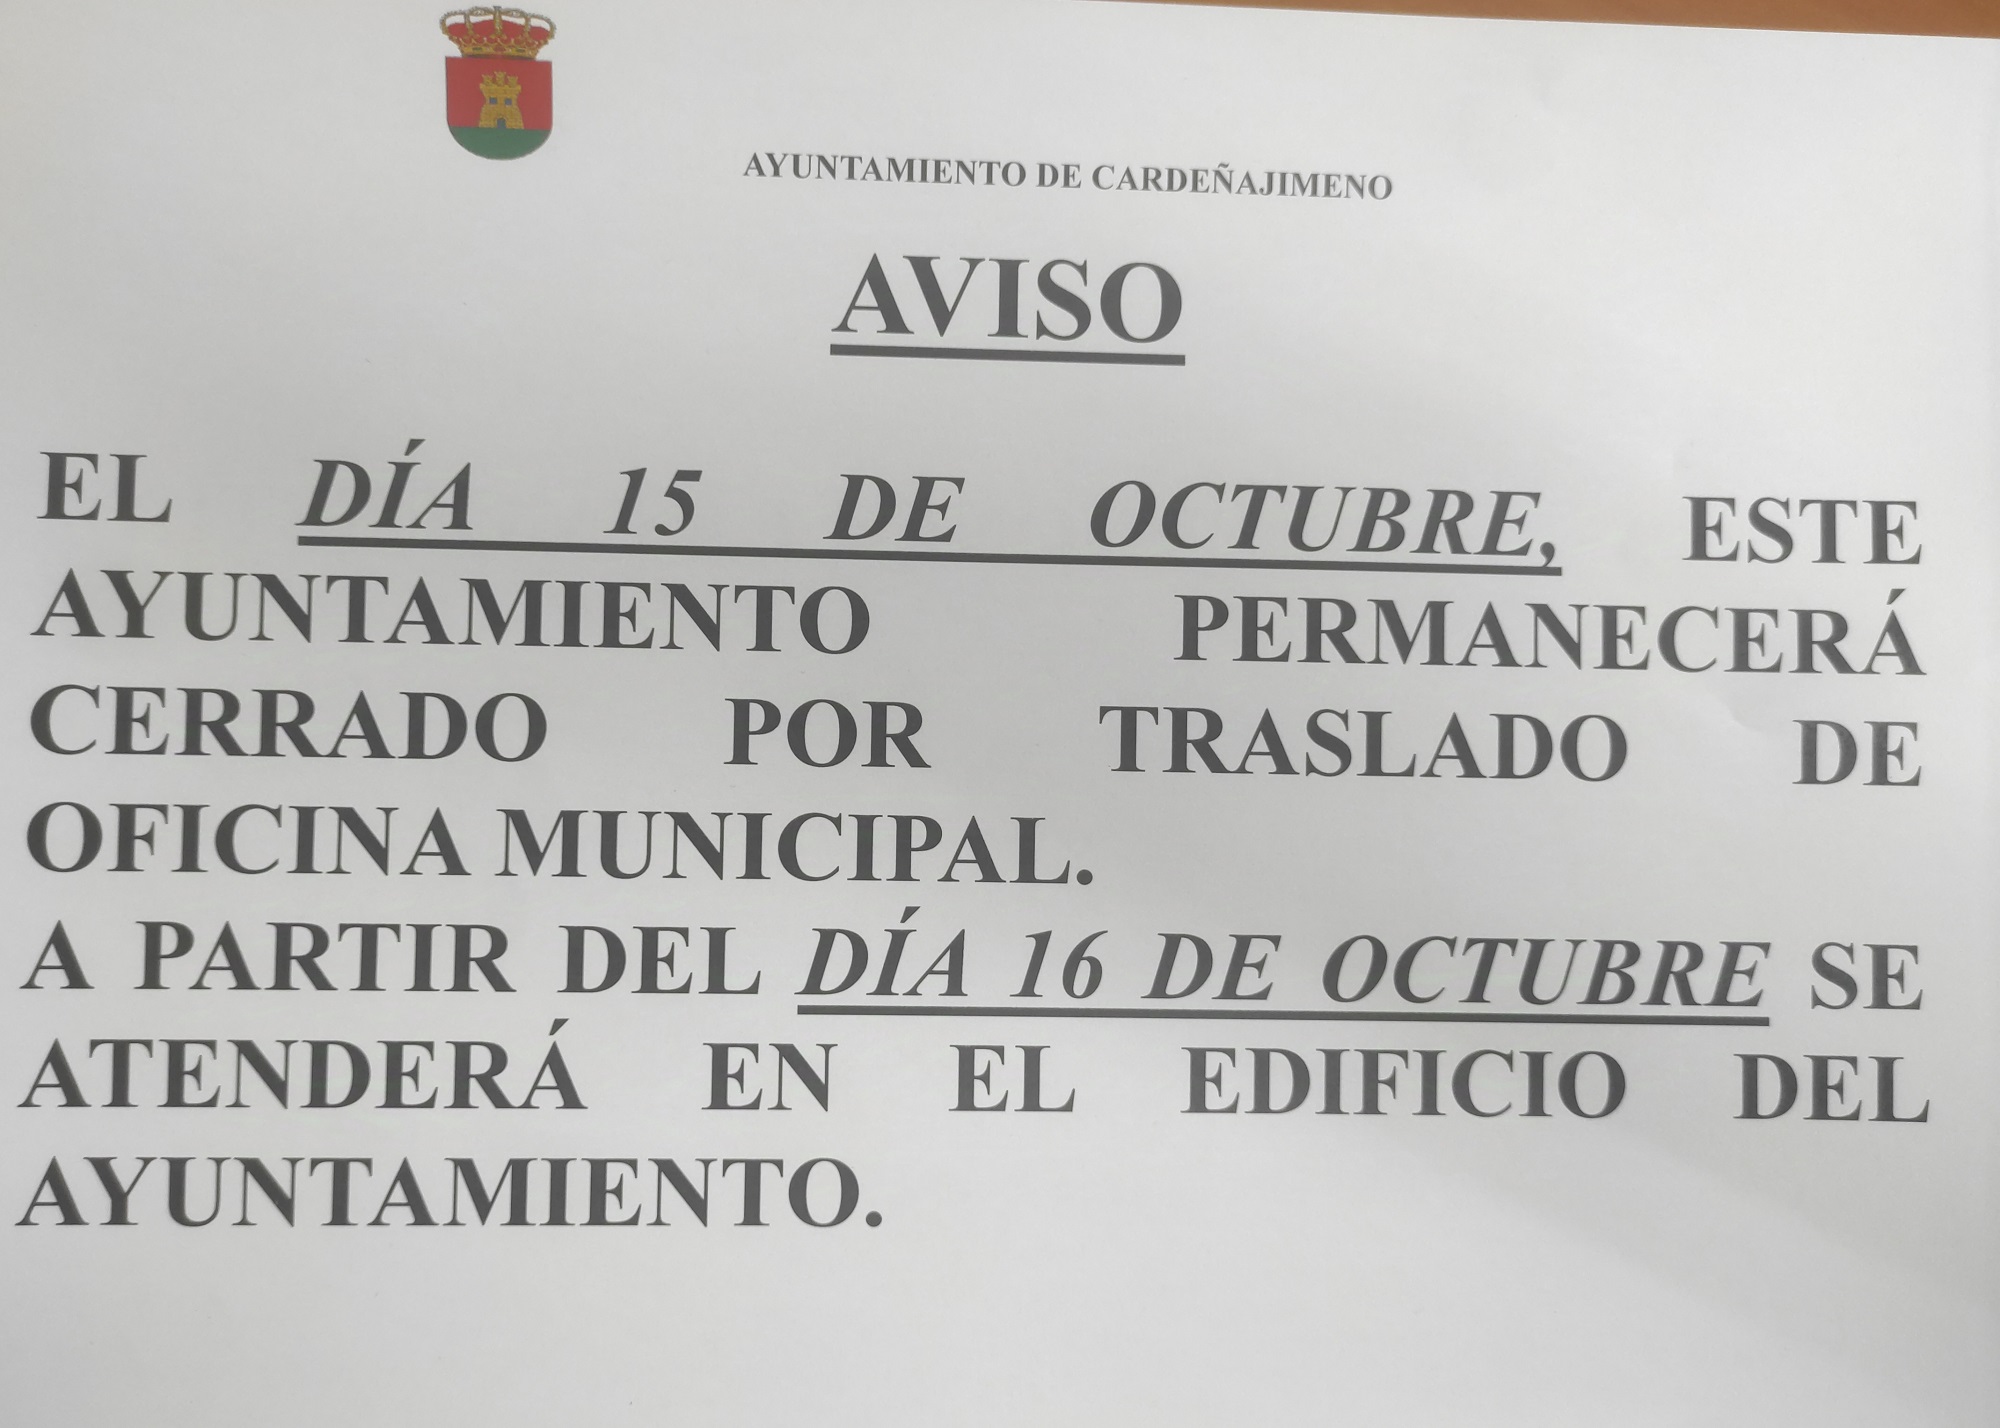 AYUNTAMIENTO DE CARDEÑAJIMENO
AVISO
EL DÍA 15 DE OCTUBRE, ESTE
AYUNTAMIENTO PERMANECERÁ
CERRADO POR TRASLADO DE
OFICINA MUNICIPAL.
A PARTIR DEL DÍA 16 DE OCTUBRE SE
ATENDERÁ EN EL EDIFICIO DEL
AYUNTAMIENTO.